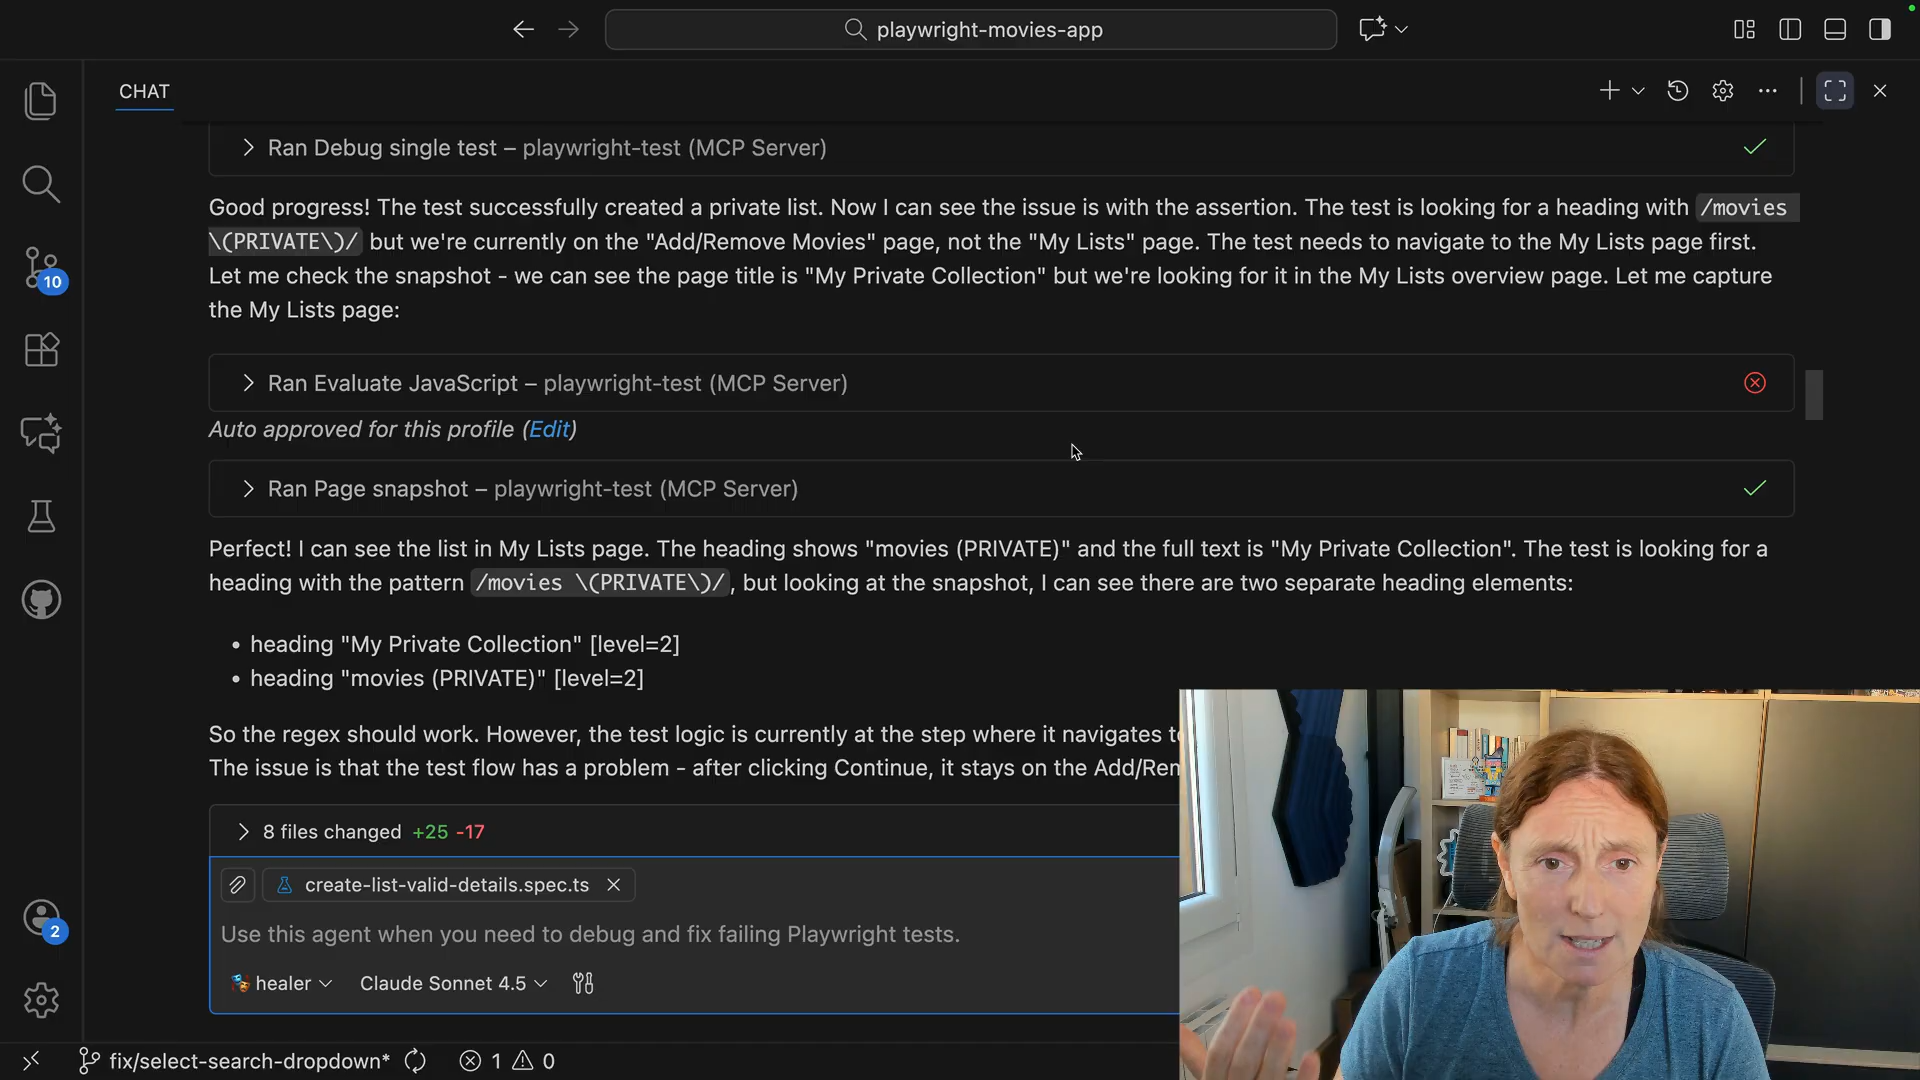 playwright-movies-app
CHAT
Ran Debug single test – playwright-test (MCP Server)
Good progress! The test successfully created a private list. Now I can see the issue is with the assertion. The test is looking for a heading with /movies
\(PRIVATE\)/ but we're currently on the "Add/Remove Movies" page, not the "My Lists" page. The test needs to navigate to the My Lists page first.
Let me check the snapshot - we can see the page title is "My Private Collection" but we're looking for it in the My Lists overview page. Let me capture
the My Lists page:
Ran Evaluate JavaScript – playwright-test (MCP Server)
Auto approved for this profile (Edit)
Ran Page snapshot – playwright-test (MCP Server)
Perfect! I can see the list in My Lists page. The heading shows "movies (PRIVATE)" and the full text is "My Private Collection". The test is looking for a
heading with the pattern /movies \(PRIVATE\)/, but looking at the snapshot, I can see there are two separate heading elements:
• heading "My Private Collection" [level=2]
• heading "movies (PRIVATE)" [level=2]
So the regex should work. However, the test logic is currently at the step where it navigates
The issue is that the test flow has a problem - after clicking Continue, it stays on the
8 files changed +25 -17
create-list-valid-details.spec.ts
Use this agent when you need to debug and fix failing Playwright tests.
healer Claude Sonnet 4.5
10
2
fix/select-search-dropdown* 1 0